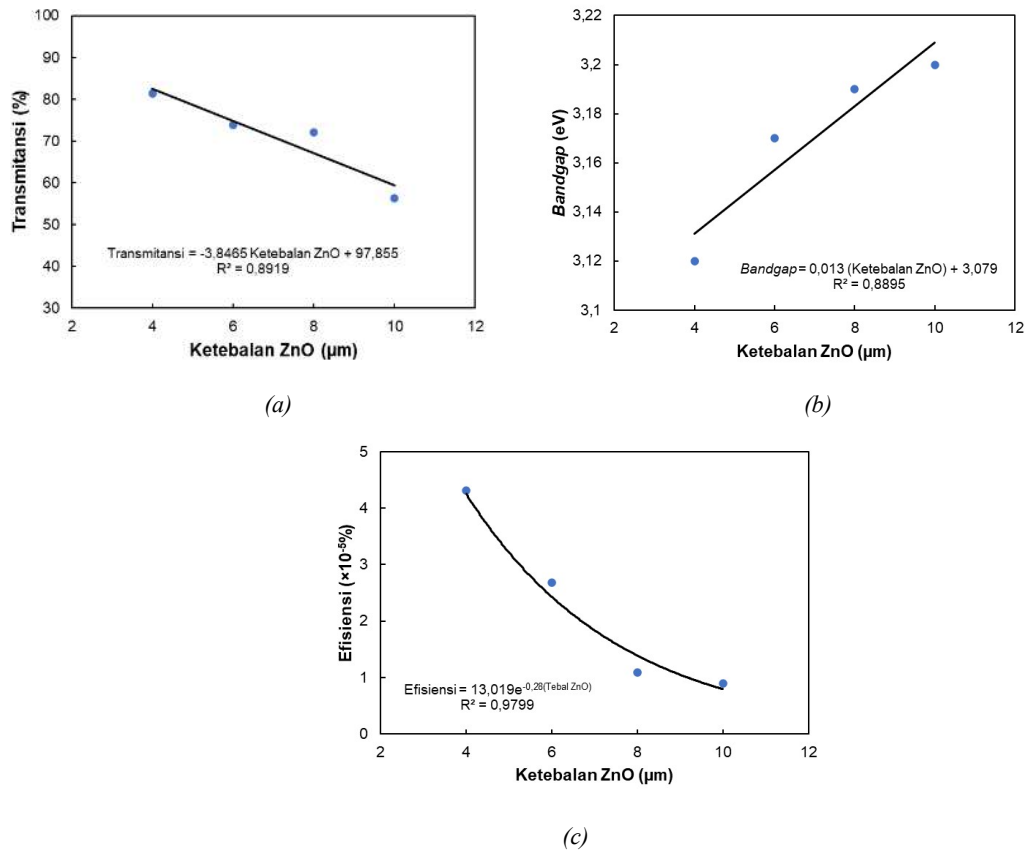 100
90
80
70
60
50
40
30
2
4
6
8
10
12
Transmitansi (%)
Transmitansi = -3,8465 Ketebalan ZnO + 97,855
R² = 0,8919
Ketebalan ZnO (µm)
(a)
3,22
3,2
3,18
3,16
3,14
3,12
3,1
2
4
6
8
10
12
Bandgap (eV)
Bandgap = 0,013 (Ketebalan ZnO) + 3,079
R² = 0,8895
Ketebalan ZnO (µm)
(b)
5
4
3
2
1
0
2
4
6
8
10
12
Efisiensi (×10⁻⁵%)
Efisiensi = 13,019e^-0,28(Tebal ZnO)
R² = 0,9799
Ketebalan ZnO (µm)
(c)